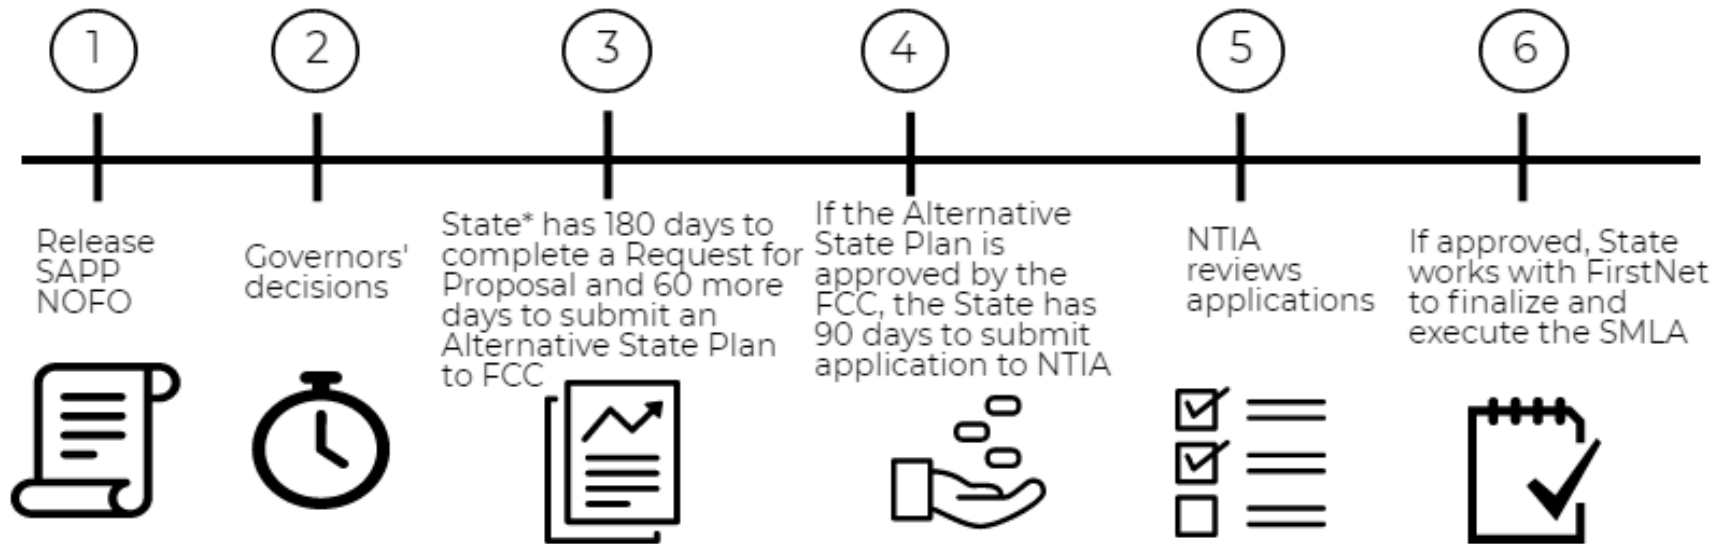 1
2
3
4
5
6
Release
SAPP
NOFO
Governors'
decisions
State* has 180 days to
complete a Request for
Proposal and 60 more
days to submit an
Alternative State Plan
to FCC
If the Alternative
State Plan is
approved by the
FCC, the State has
90 days to submit
application to NTIA
NTIA
reviews
applications
If approved, State
works with FirstNet
to finalize and
execute the SMLA